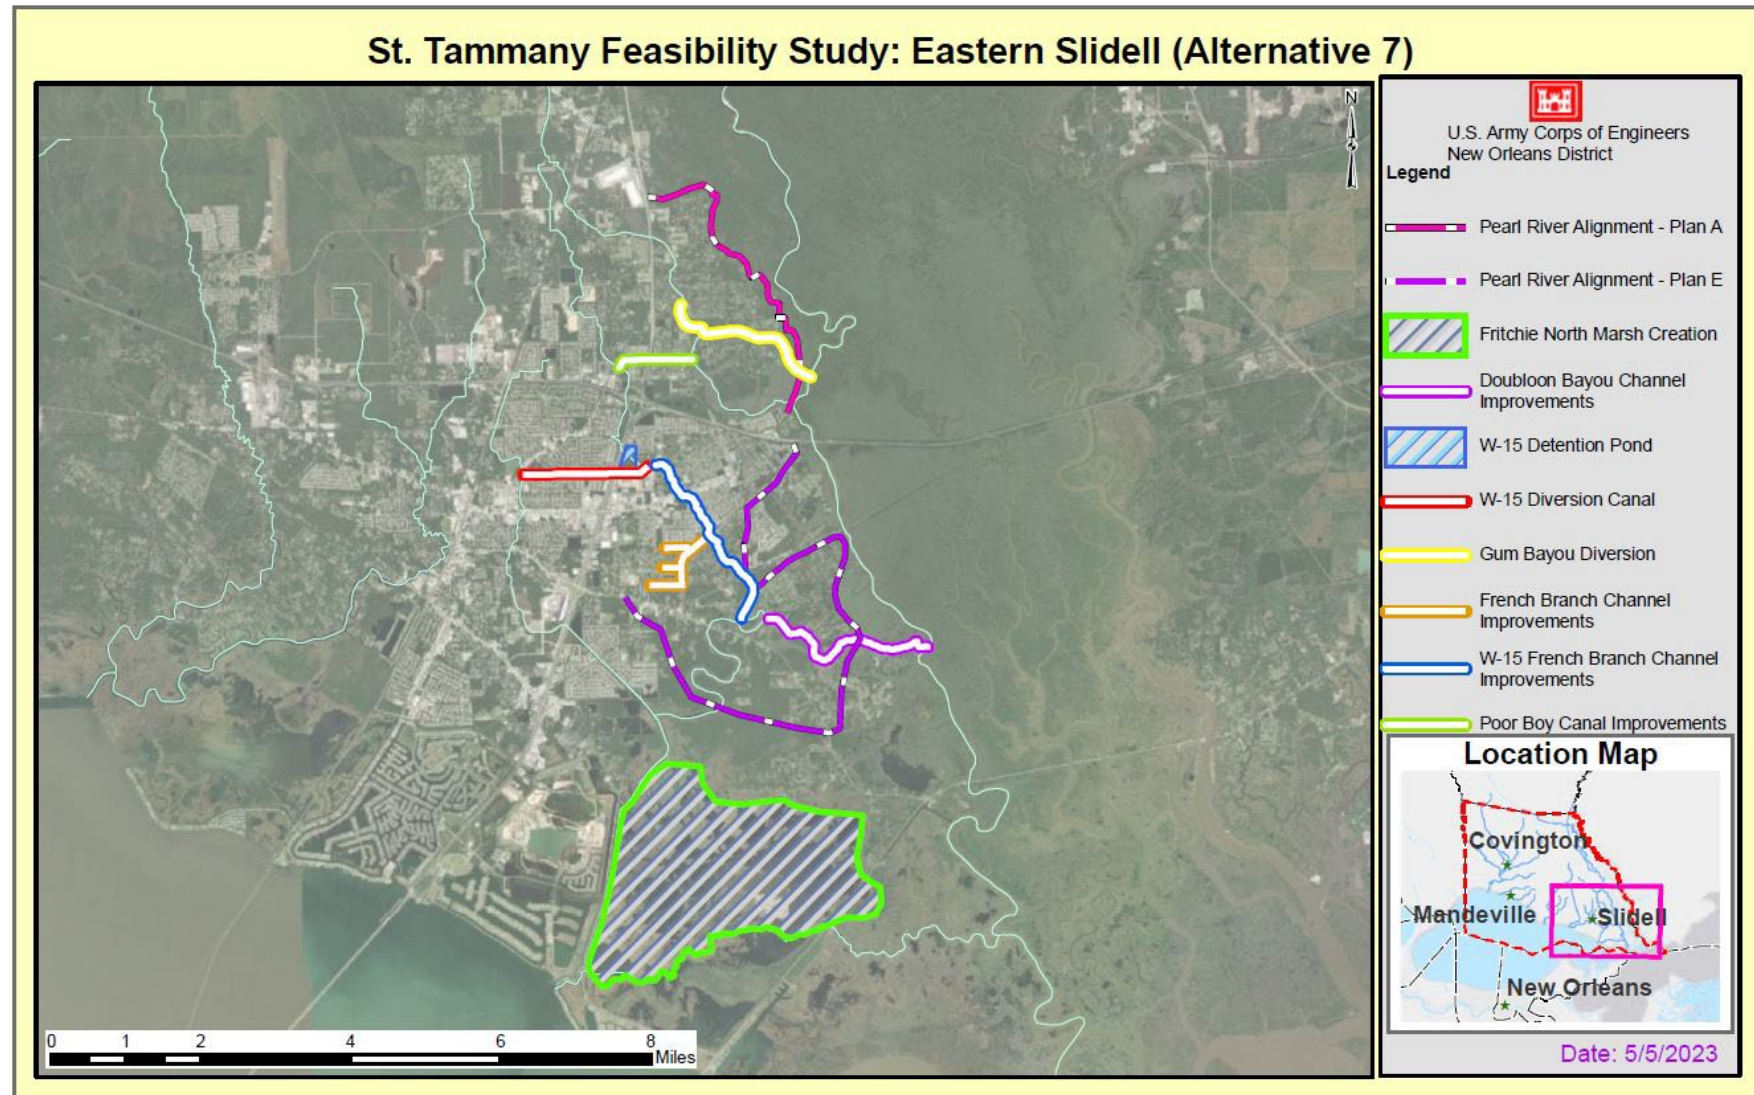 St. Tammany Feasibility Study: Eastern Slidell (Alternative 7)
N
U.S. Army Corps of Engineers
New Orleans District
Legend
Pearl River Alignment - Plan A
Pearl River Alignment - Plan E
Fritchie North Marsh Creation
Doubloon Bayou Channel
Improvements
W-15 Detention Pond
W-15 Diversion Canal
Gum Bayou Diversion
French Branch Channel
Improvements
W-15 French Branch Channel
Improvements
Poor Boy Canal Improvements
Location Map
Covington
Mandeville
Slidell
New Orleans
Date: 5/5/2023
0 1 2 4 6 8
Miles